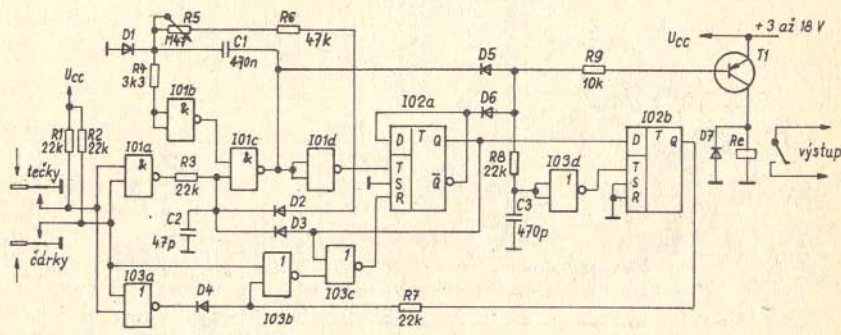 R5
M47
R6
47k
+3 až 18 V
U_CC
T1
D1
C1
470n
R4
3k3
D5
R9
10k
U_CC
IO1b
&
IO2a
D6
IO2b
R1
22k
R2
22k
IO1a
&
IO1c
&
IO1d
D T Q
T
S
R
Q̅
D T Q
T
S
R
D7
Re
výstup
tečky
R3
22k
R8
22k
IO3d
1
C2
47p
D2
D3
C3
470p
čárky
IO3a
1
D4
1
IO3b
1
IO3c
R7
22k